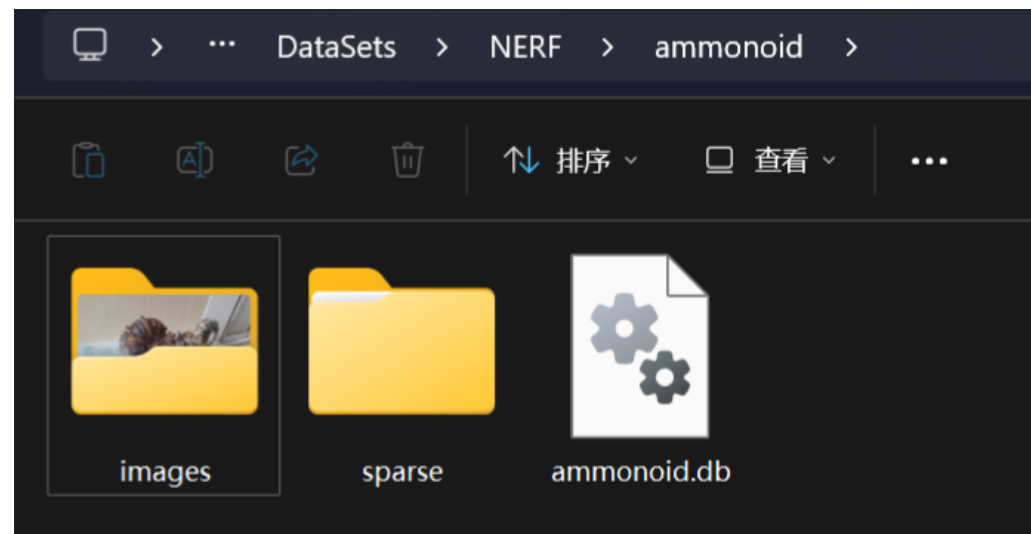 ... DataSets > NERF > ammonoid >
排序 查看 ...
images sparse ammonoid.db